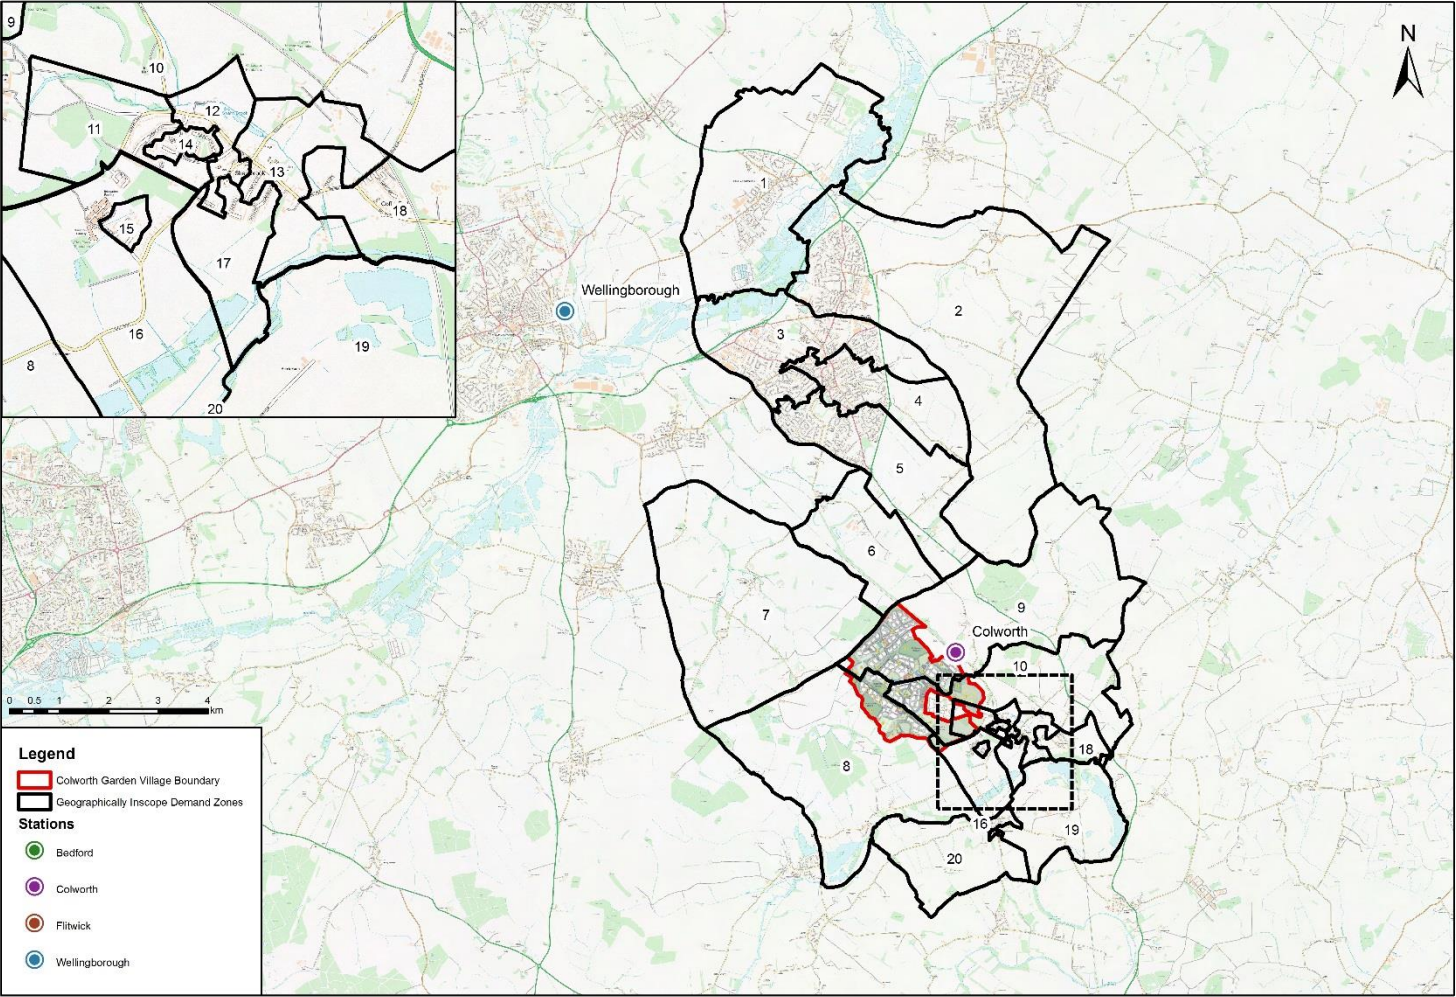 9
10
12
11
14
13
18
15
17
16
19
8
20
N
1
Wellingborough
2
3
4
5
6
7
9
Colworth
10
18
8
16
19
20
0 0.5 1 2 3 4
km
Legend
Colworth Garden Village Boundary
Geographically Inscope Demand Zones
Stations
Bedford
Colworth
Flitwick
Wellingborough